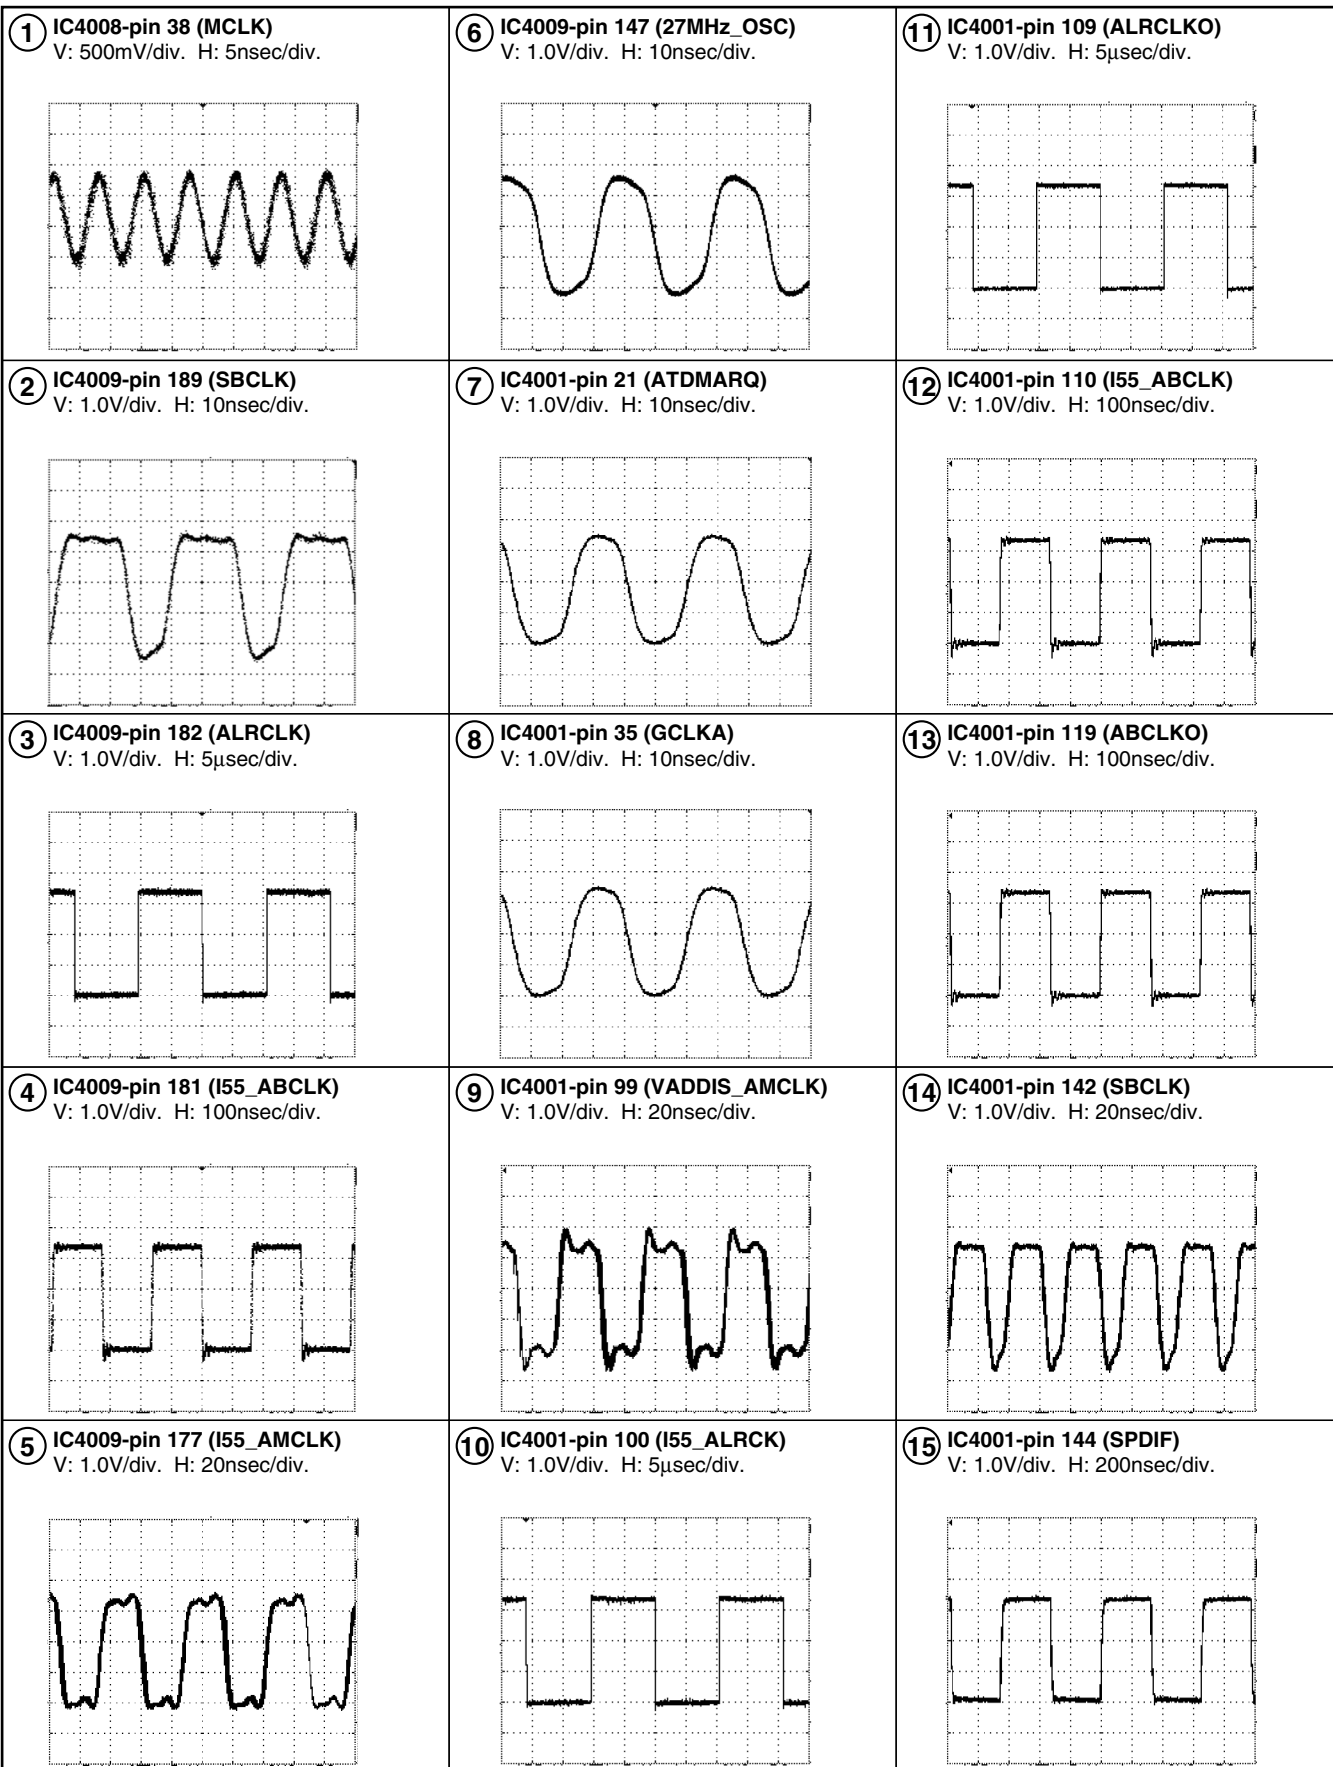 1 IC4008-pin 38 (MCLK)
V: 500mV/div. H: 5nsec/div.
2 IC4009-pin 189 (SBCLK)
V: 1.0V/div. H: 10nsec/div.
3 IC4009-pin 182 (ALRCLK)
V: 1.0V/div. H: 5μsec/div.
4 IC4009-pin 181 (I55_ABCLK)
V: 1.0V/div. H: 100nsec/div.
5 IC4009-pin 177 (I55_AMCLK)
V: 1.0V/div. H: 20nsec/div.
6 IC4009-pin 147 (27MHz_OSC)
V: 1.0V/div. H: 10nsec/div.
7 IC4001-pin 21 (ATDMARQ)
V: 1.0V/div. H: 10nsec/div.
8 IC4001-pin 35 (GCLKA)
V: 1.0V/div. H: 10nsec/div.
9 IC4001-pin 99 (VADDIS_AMCLK)
V: 1.0V/div. H: 20nsec/div.
10 IC4001-pin 100 (I55_ALRCK)
V: 1.0V/div. H: 5μsec/div.
11 IC4001-pin 109 (ALRCLKO)
V: 1.0V/div. H: 5μsec/div.
12 IC4001-pin 110 (I55_ABCLK)
V: 1.0V/div. H: 100nsec/div.
13 IC4001-pin 119 (ABCLKO)
V: 1.0V/div. H: 100nsec/div.
14 IC4001-pin 142 (SBCLK)
V: 1.0V/div. H: 20nsec/div.
15 IC4001-pin 144 (SPDIF)
V: 1.0V/div. H: 200nsec/div.